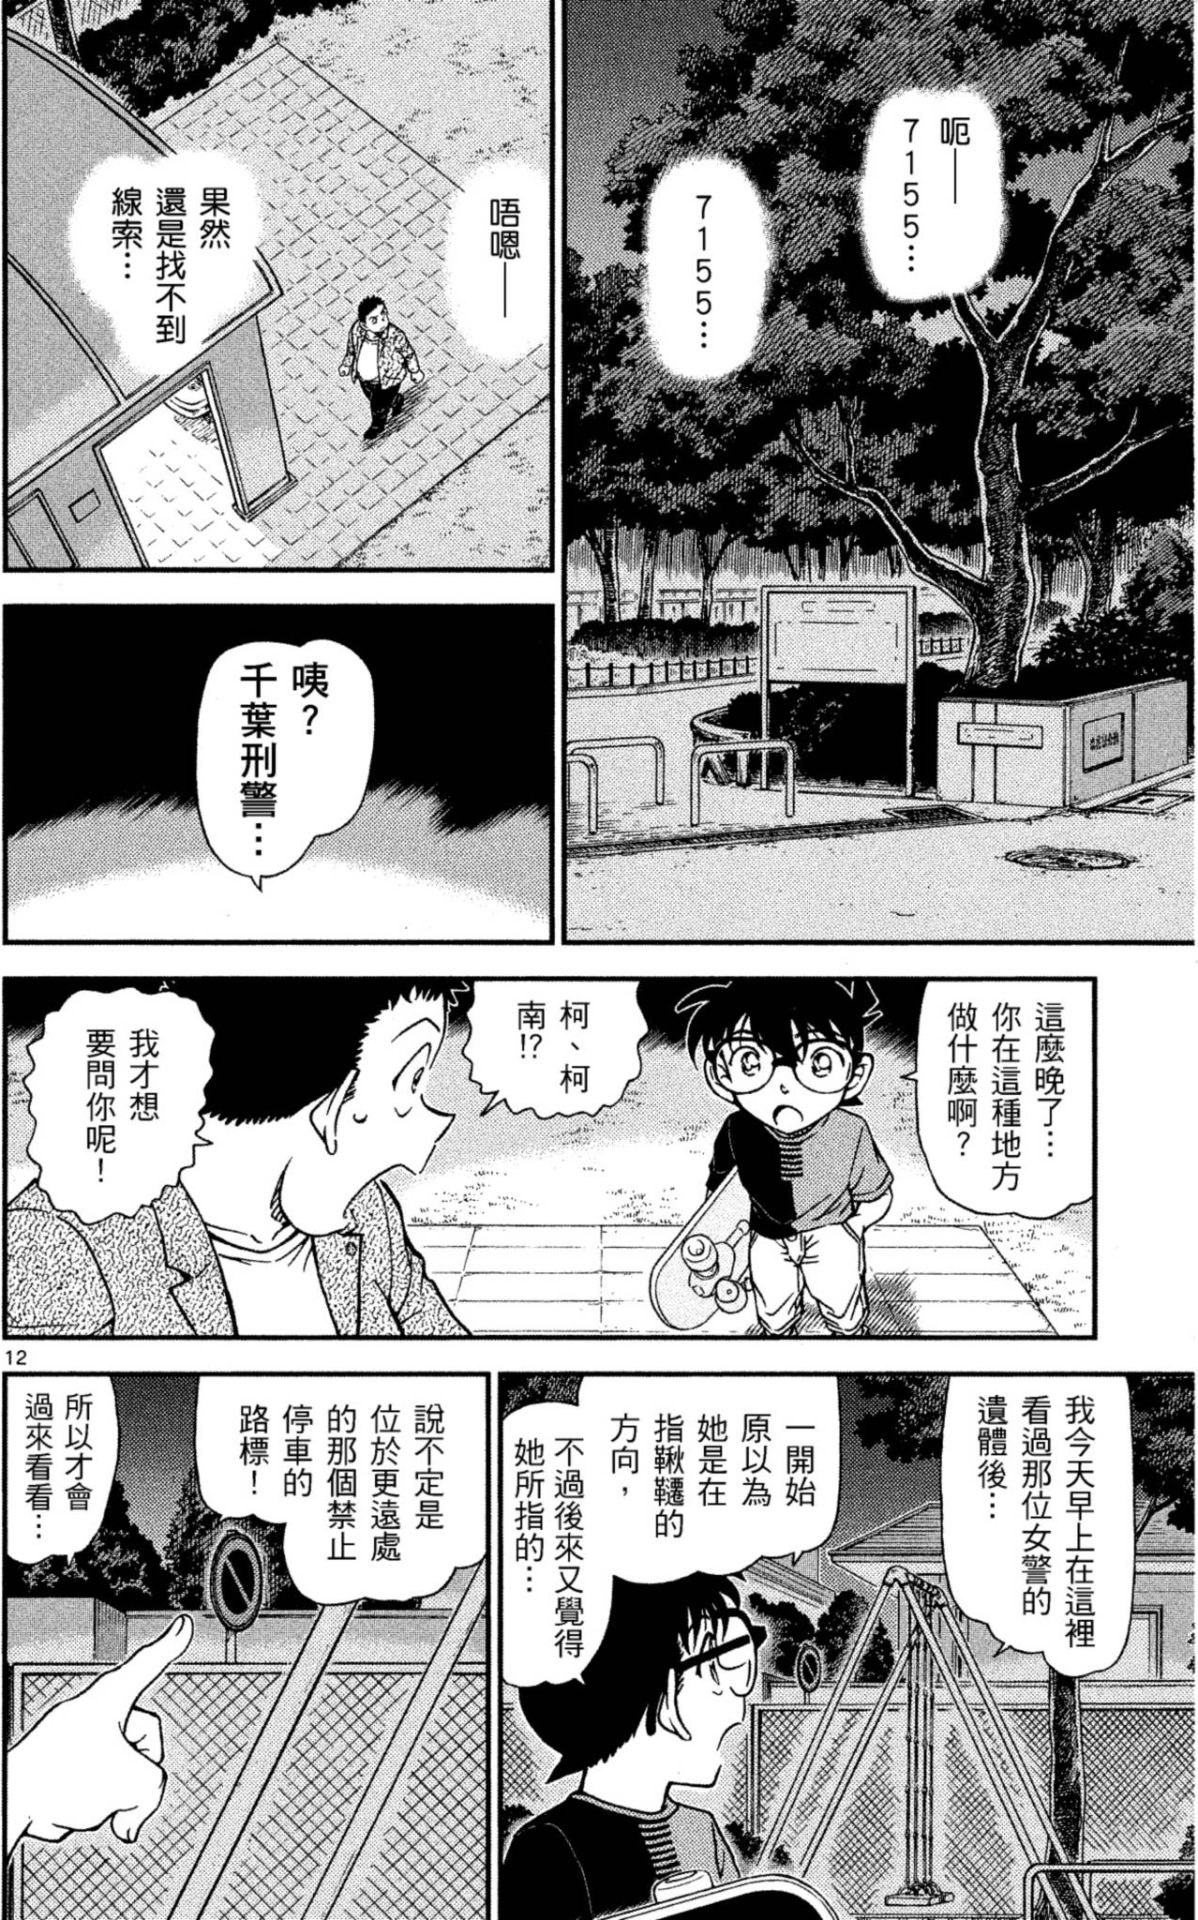 呃──
7155…
7155…
唔嗯──
果然
還是找不到
線索…
咦?
千葉刑警…
這麼晚了…
你在這種地方
做什麼啊?
柯、柯
南!?
我才想
要問你呢!
12
我今天早上在這裡
看過那位女警的
遺體後…
一開始
原以為
她是在
指鞦韆的
方向,
不過後來又覺得
她所指的…
說不定是
位於更遠處
的那個禁止
停車的
路標!
所以才會
過來看看…